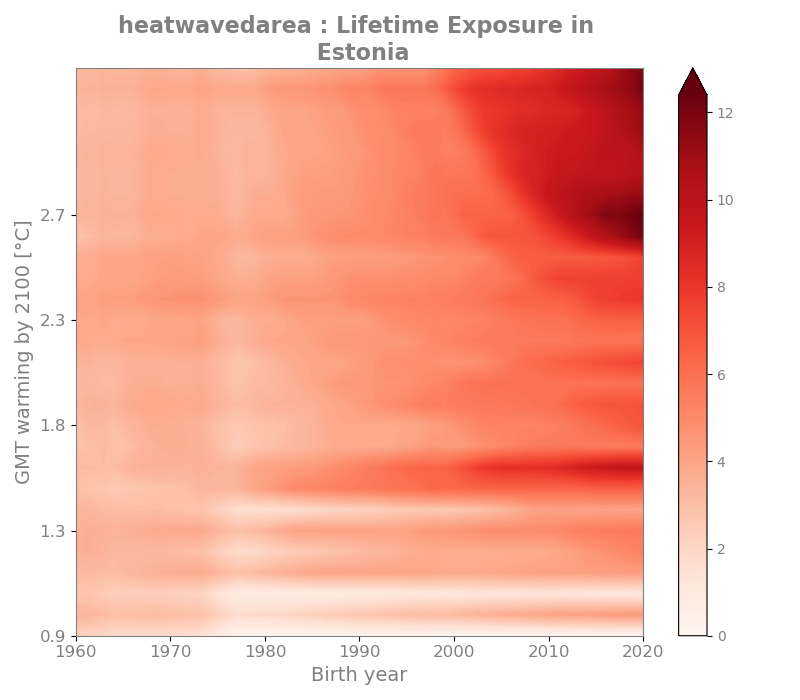 heatwavedarea : Lifetime Exposure in
Estonia
GMT warming by 2100 [°C]
2.7
2.3
1.8
1.3
0.9
1960 1970 1980 1990 2000 2010 2020
Birth year
12
10
8
6
4
2
0